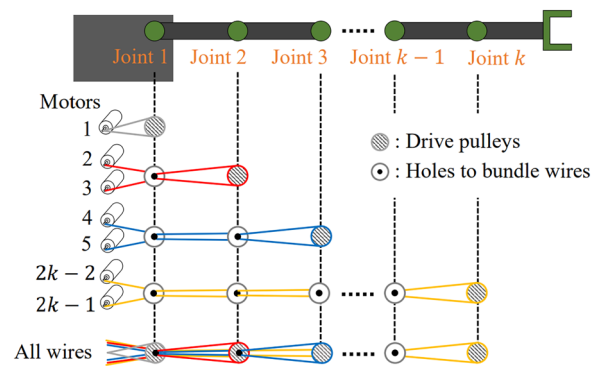 Joint 1 Joint 2 Joint 3 Joint k − 1 Joint k
Motors
1
: Drive pulleys
2
3
: Holes to bundle wires
4
5
2k − 2
2k − 1
All wires